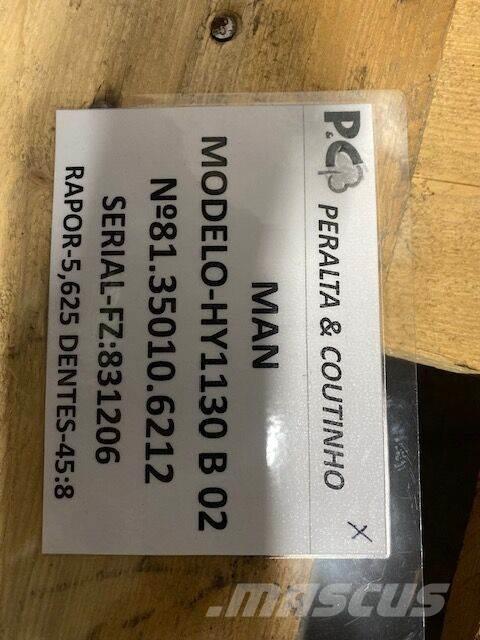 P&C PERALTA & COUTINHO
X
MAN
MODELO-HY1130 B 02
Nº81.35010.6212
SERIAL-FZ:831206
RAPOR-5,625 DENTES-45:8
mascus